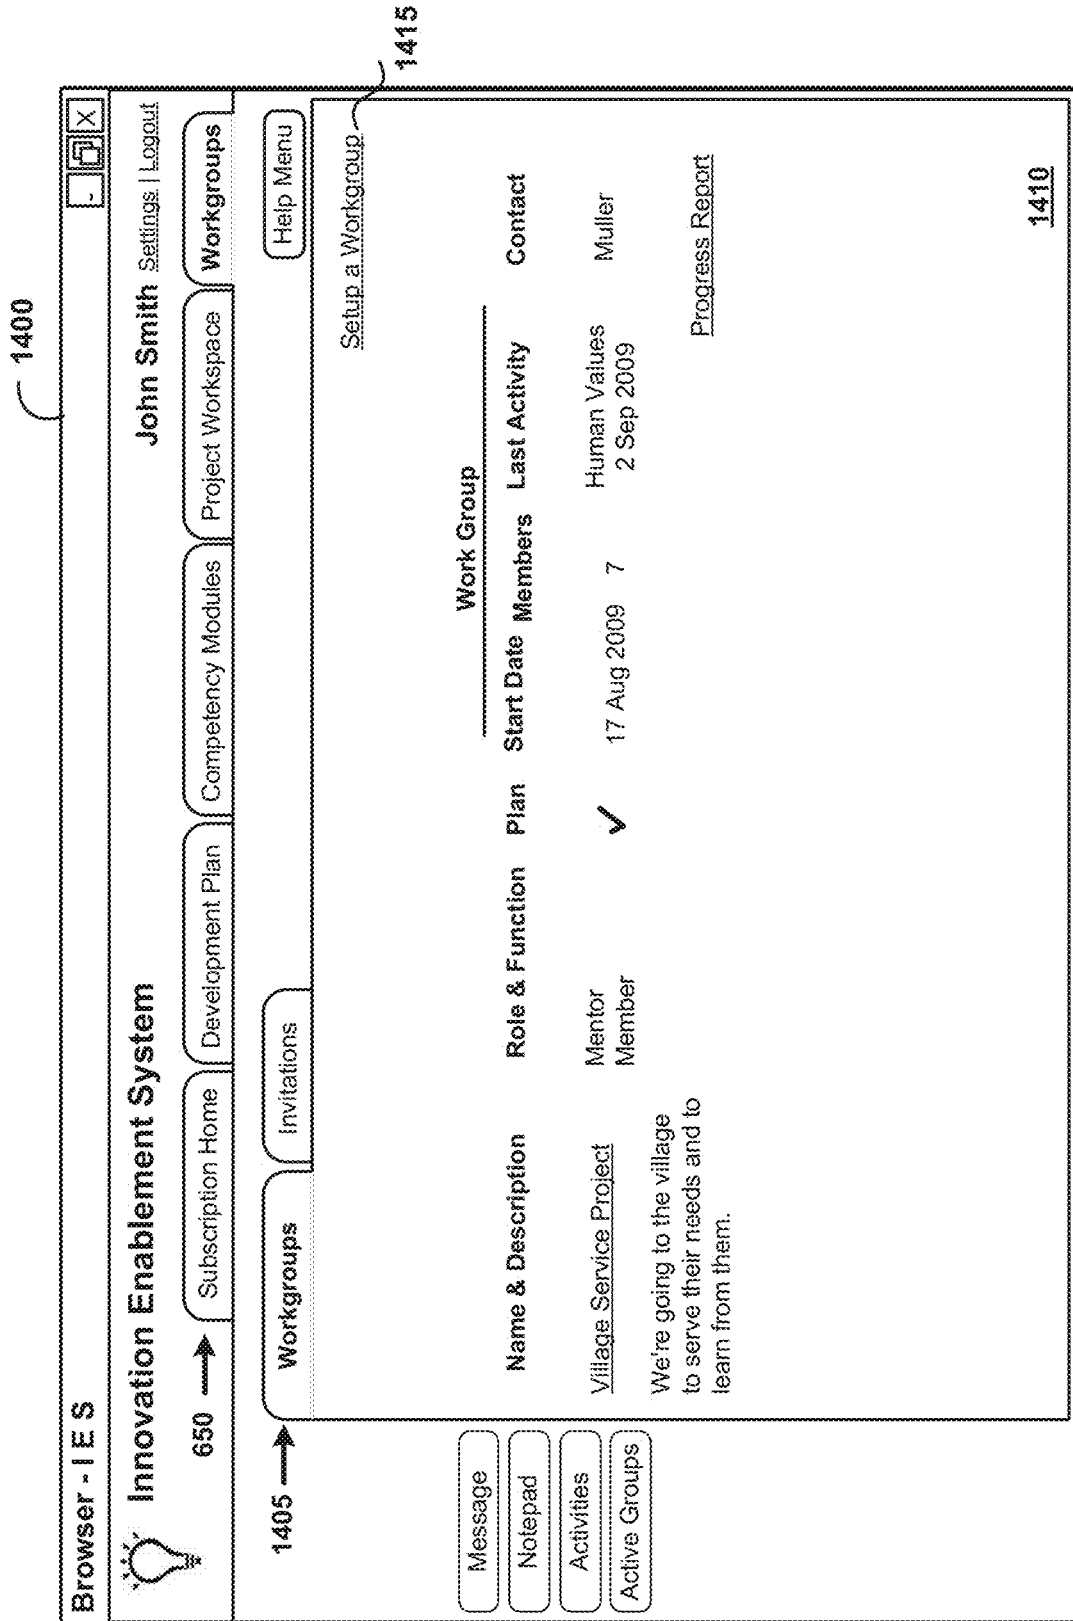 1400
Browser - I E S
- X
Innovation Enablement System
John Smith Settings | Logout
650
Subscription Home
Development Plan
Competency Modules
Project Workspace
Workgroups
1405
Workgroups
Invitations
Help Menu
Message
Notepad
Activities
Active Groups
Setup a Workgroup
1415
Work Group
Name & Description Role & Function Plan Start Date Members Last Activity Contact
Village Service Project Mentor ✓ 17 Aug 2009 7 Human Values Muller
Member 2 Sep 2009
We're going to the village
to serve their needs and to
learn from them.
Progress Report
1410